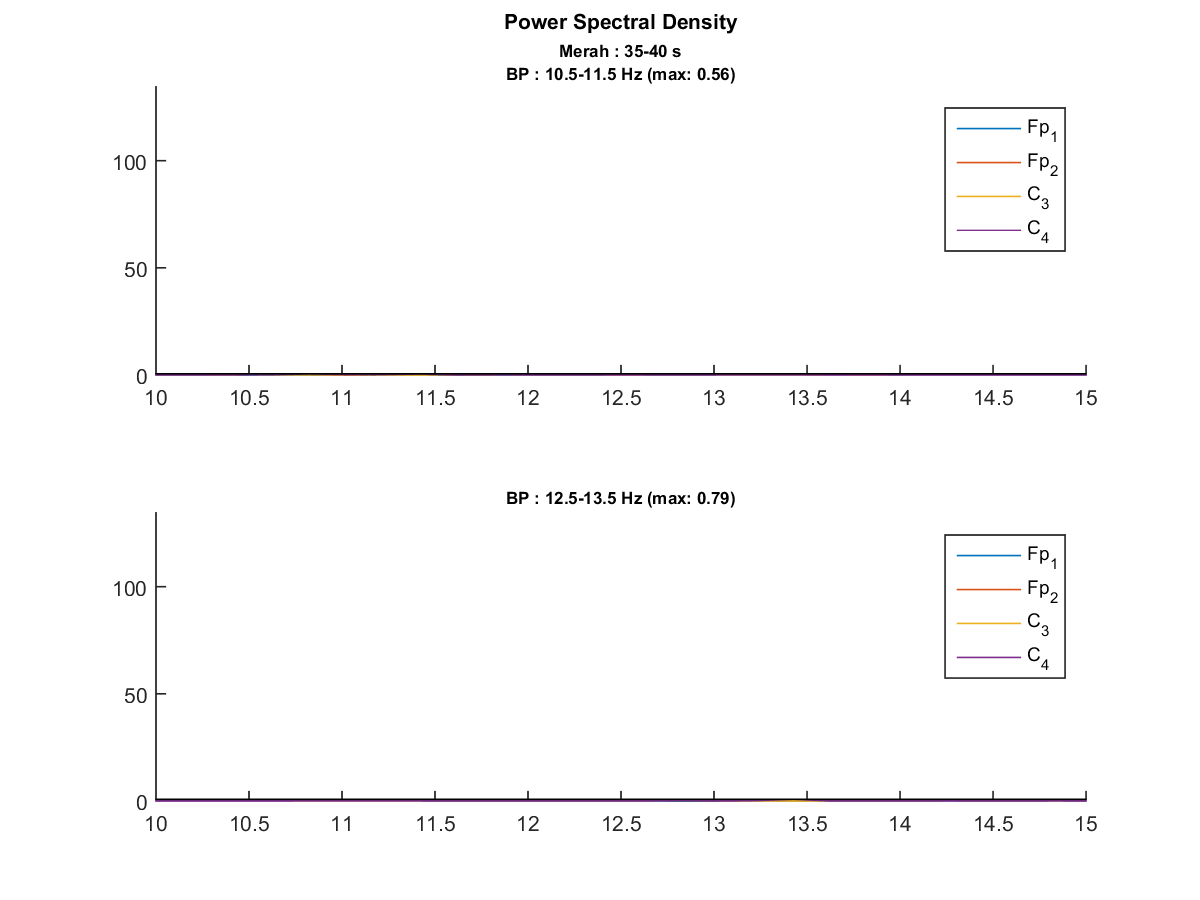 Power Spectral Density
Merah : 35-40 s
BP : 10.5-11.5 Hz (max: 0.56)
100
50
0
10 10.5 11 11.5 12 12.5 13 13.5 14 14.5 15
Fp1
Fp2
C3
C4
BP : 12.5-13.5 Hz (max: 0.79)
100
50
0
10 10.5 11 11.5 12 12.5 13 13.5 14 14.5 15
Fp1
Fp2
C3
C4